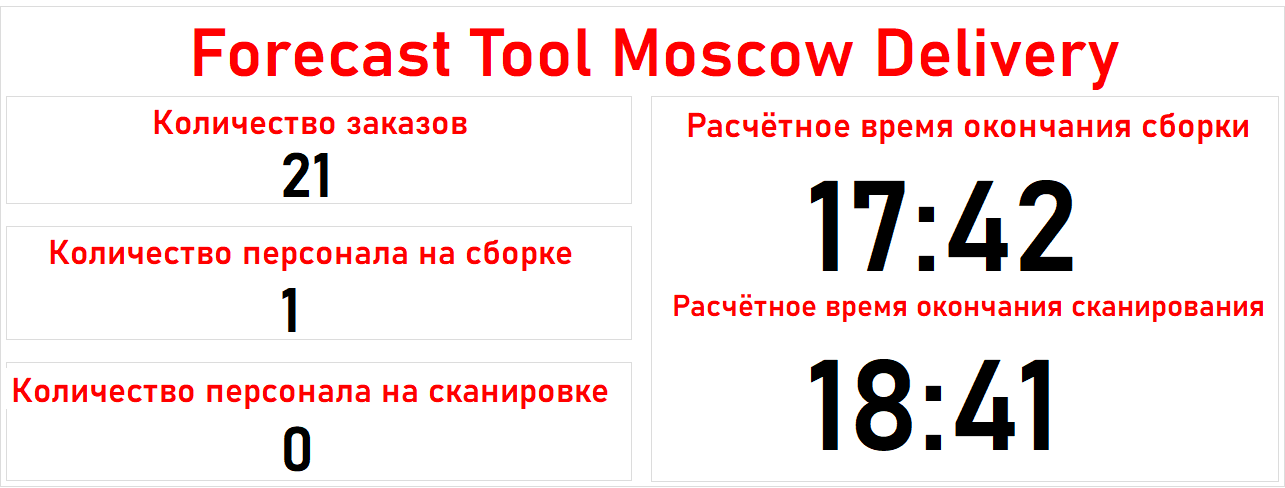 Forecast Tool Moscow Delivery
Количество заказов
21
Количество персонала на сборке
1
Количество персонала на сканировке
0
Расчётное время окончания сборки
17:42
Расчётное время окончания сканирования
18:41